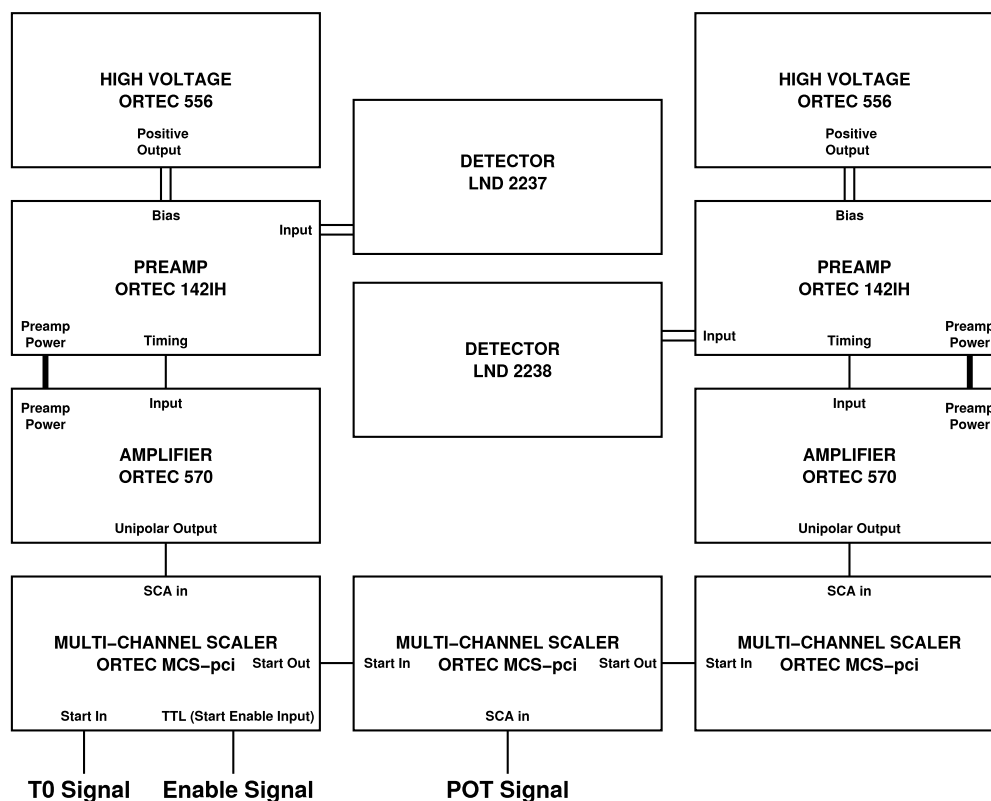 HIGH VOLTAGE
ORTEC 556
Positive
Output
HIGH VOLTAGE
ORTEC 556
Positive
Output
DETECTOR
LND 2237
Bias
Input
PREAMP
ORTEC 142IH
Preamp
Power
Timing
Bias
PREAMP
ORTEC 142IH
Input
Timing
Preamp
Power
DETECTOR
LND 2238
Input
Preamp
Power
AMPLIFIER
ORTEC 570
Unipolar Output
Input
Preamp
Power
AMPLIFIER
ORTEC 570
Unipolar Output
SCA in
MULTI−CHANNEL SCALER
ORTEC MCS−pci
Start Out
Start In
TTL (Start Enable Input)
MULTI−CHANNEL SCALER
ORTEC MCS−pci
Start In
Start Out
SCA in
SCA in
MULTI−CHANNEL SCALER
ORTEC MCS−pci
Start In
T0 Signal
Enable Signal
POT Signal